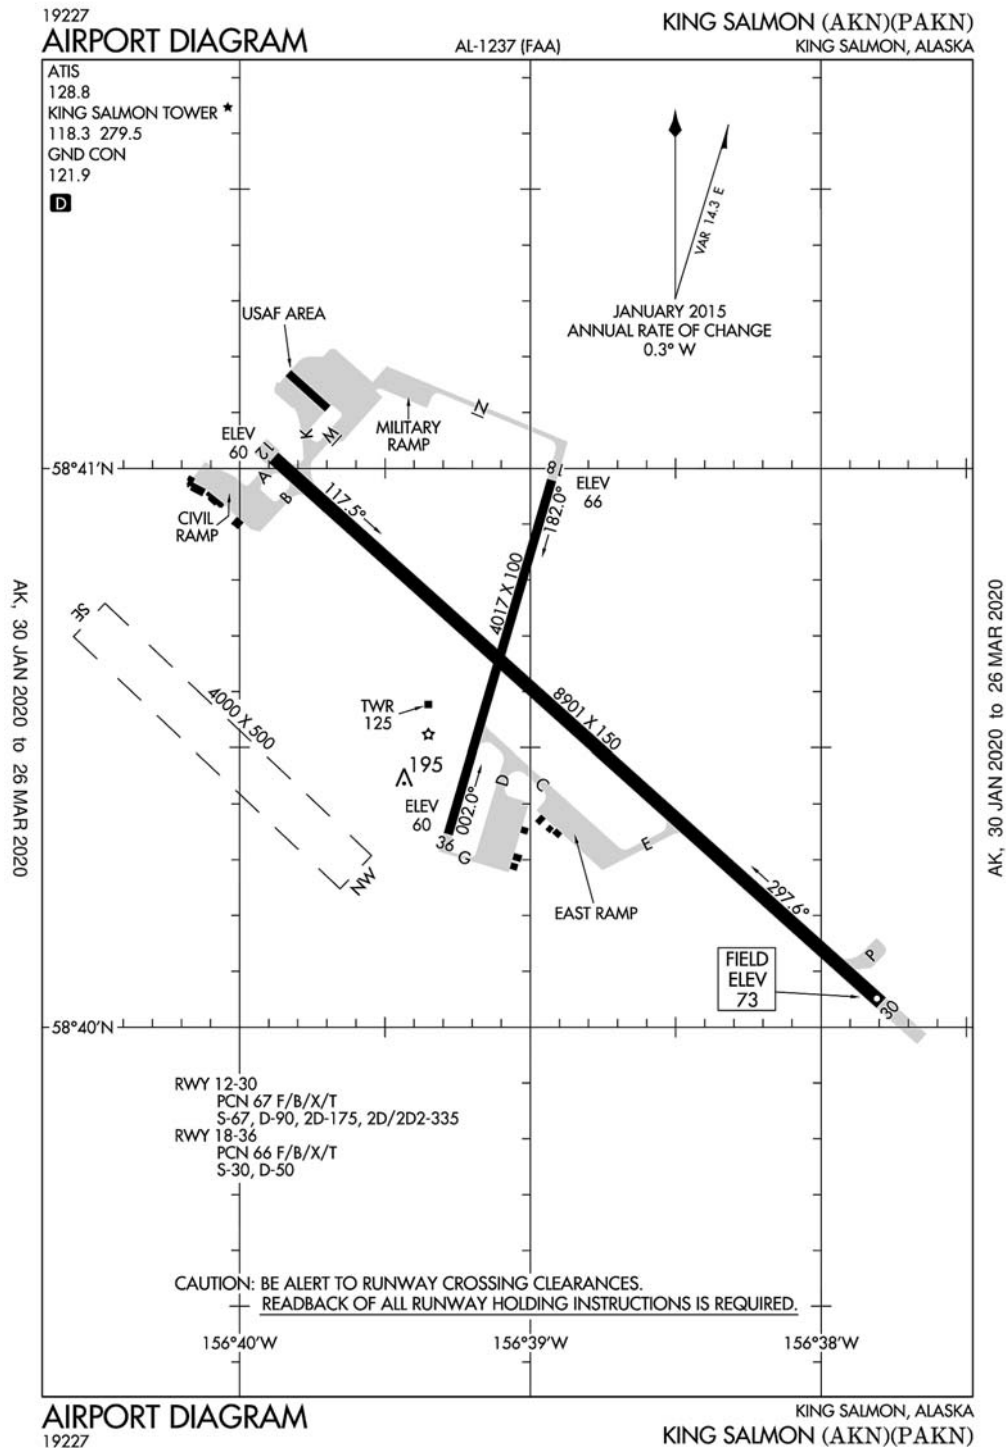 19227
AIRPORT DIAGRAM
AL-1237 (FAA)
KING SALMON (AKN)(PAKN)
KING SALMON, ALASKA
ATIS
128.8
KING SALMON TOWER ★
118.3 279.5
GND CON
121.9
D
VAR 14.3 E
JANUARY 2015
ANNUAL RATE OF CHANGE
0.3° W
USAF AREA
MILITARY
RAMP
IZ
K
M
ELEV
60
12
58°41'N
A
B
CIVIL
RAMP
117.5°
18
ELEV
66
182.0°
4017 X 100
SE
4000 X 500
NW
TWR
125
195
8901 X 150
ELEV
60
36
002.0°
G
D
C
E
EAST RAMP
297.6°
P
FIELD
ELEV
73
30
58°40'N
RWY 12-30
PCN 67 F/B/X/T
S-67, D-90, 2D-175, 2D/2D2-335
RWY 18-36
PCN 66 F/B/X/T
S-30, D-50
CAUTION: BE ALERT TO RUNWAY CROSSING CLEARANCES.
READBACK OF ALL RUNWAY HOLDING INSTRUCTIONS IS REQUIRED.
156°40'W
156°39'W
156°38'W
AK, 30 JAN 2020 to 26 MAR 2020
AK, 30 JAN 2020 to 26 MAR 2020
AIRPORT DIAGRAM
19227
KING SALMON, ALASKA
KING SALMON (AKN)(PAKN)